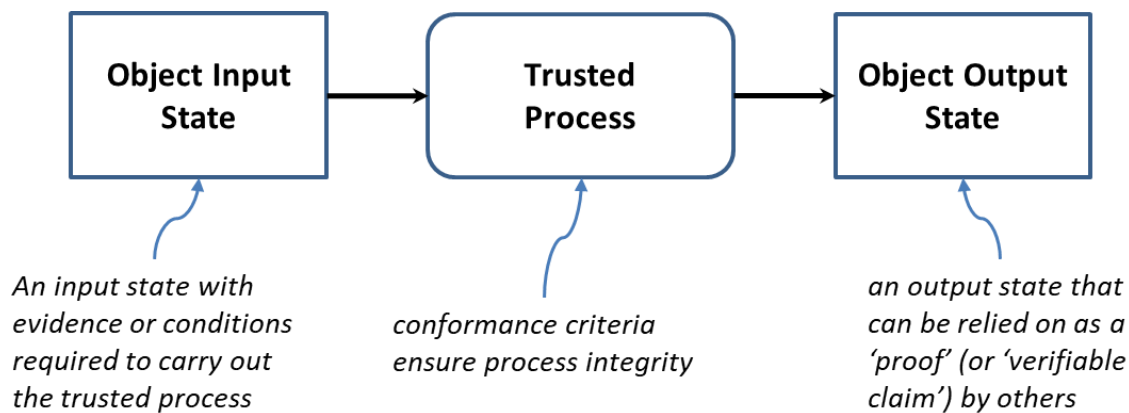 Object Input
State
Trusted
Process
Object Output
State
An input state with
evidence or conditions
required to carry out
the trusted process
conformance criteria
ensure process integrity
an output state that
can be relied on as a
‘proof’ (or ‘verifiable
claim’) by others